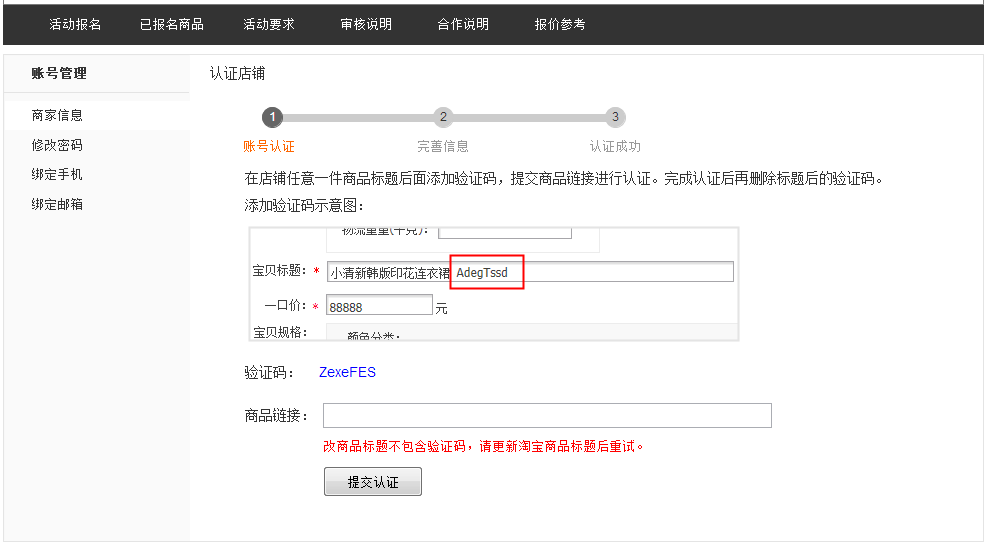 活动报名 已报名商品 活动要求 审核说明 合作说明 报价参考
账号管理
商家信息
修改密码
绑定手机
绑定邮箱
认证店铺
1 2 3
账号认证 完善信息 认证成功
在店铺任意一件商品标题后面添加验证码，提交商品链接进行认证。完成认证后再删除标题后的验证码。
添加验证码示意图：
物流重量(千克)：
宝贝标题：* 小清新韩版印花连衣裙 AdegTssd
一口价：* 88888 元
宝贝规格：
颜色分类：
验证码： ZexeFES
商品链接：
改商品标题不包含验证码，请更新淘宝商品标题后重试。
提交认证